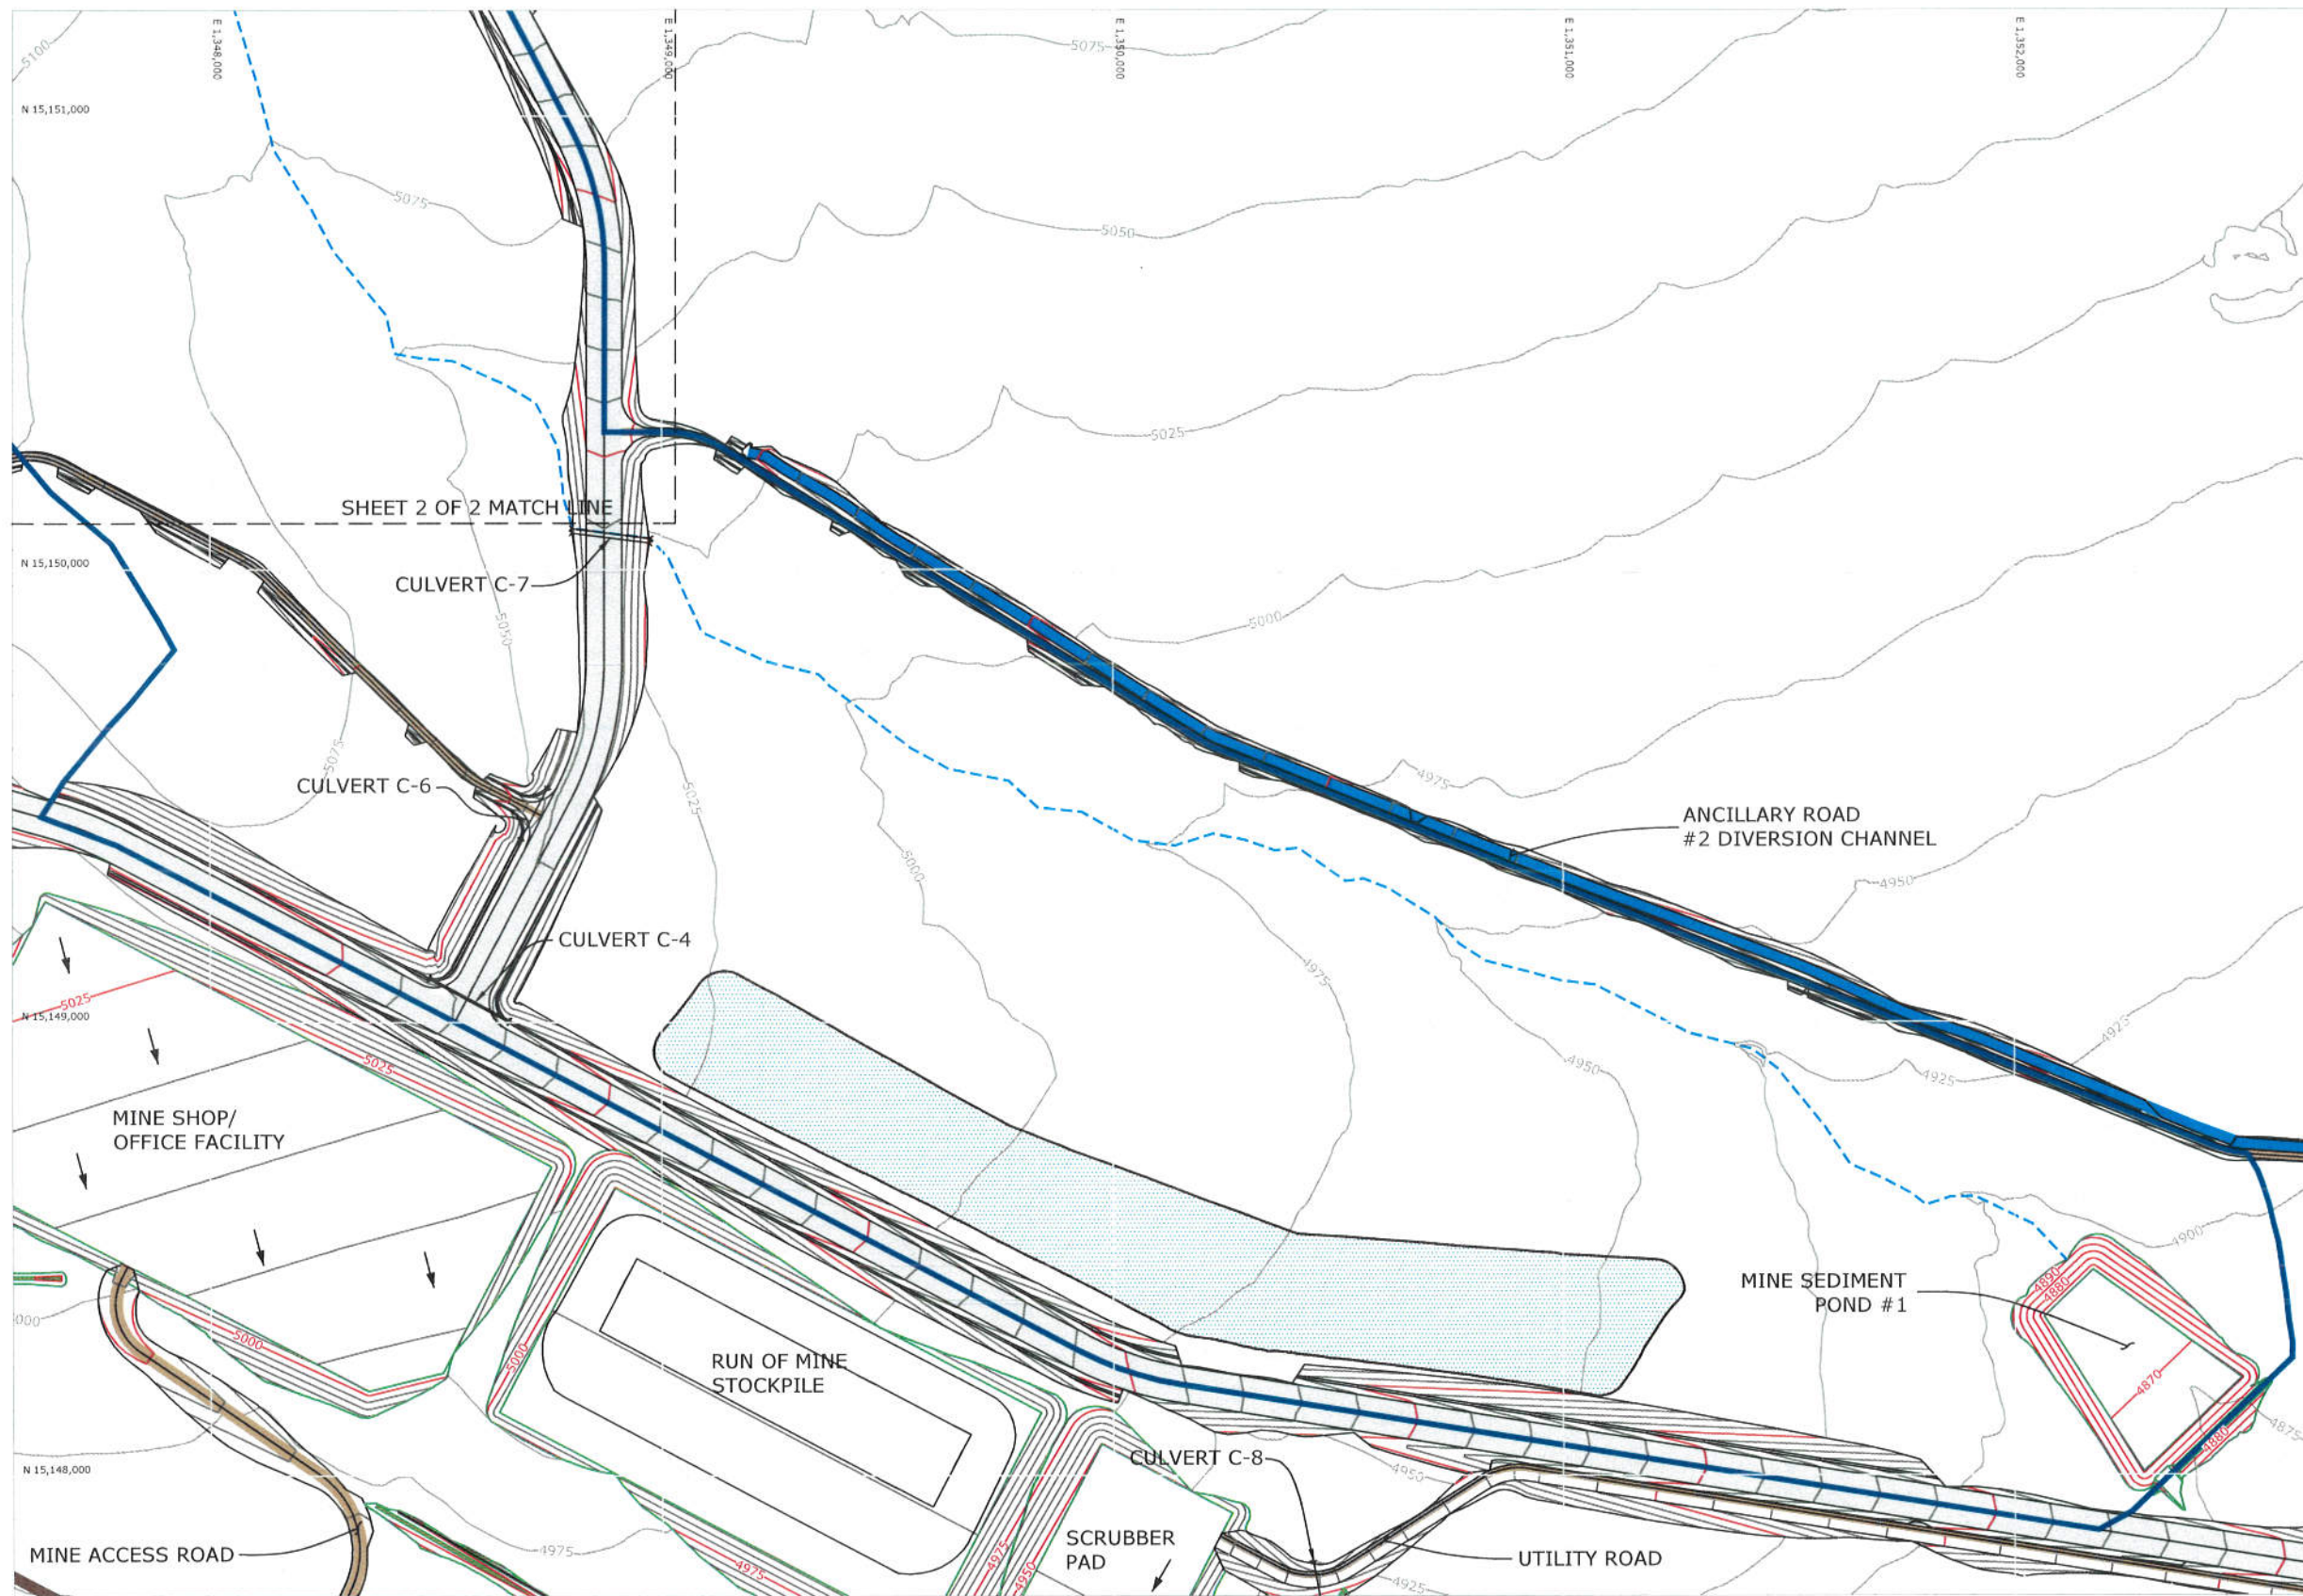 5100
E 1,348,000
E 1,349,000
E 1,350,000
E 1,351,000
E 1,352,000
5075
N 15,151,000
5075
5050
5025
SHEET 2 OF 2 MATCH LINE
N 15,150,000
CULVERT C-7
5050
5000
5075
CULVERT C-6
5025
4975
ANCILLARY ROAD
#2 DIVERSION CHANNEL
5000
4950
CULVERT C-4
4975
5025
N 15,149,000
4925
5025
4950
4925
MINE SHOP/
OFFICE FACILITY
4900
MINE SEDIMENT
POND #1
4890
4880
000
5000
5000
RUN OF MINE
STOCKPILE
4870
4875
4880
CULVERT C-8
4950
N 15,148,000
MINE ACCESS ROAD
4975
4975
4975
4950
SCRUBBER
PAD
UTILITY ROAD
4925